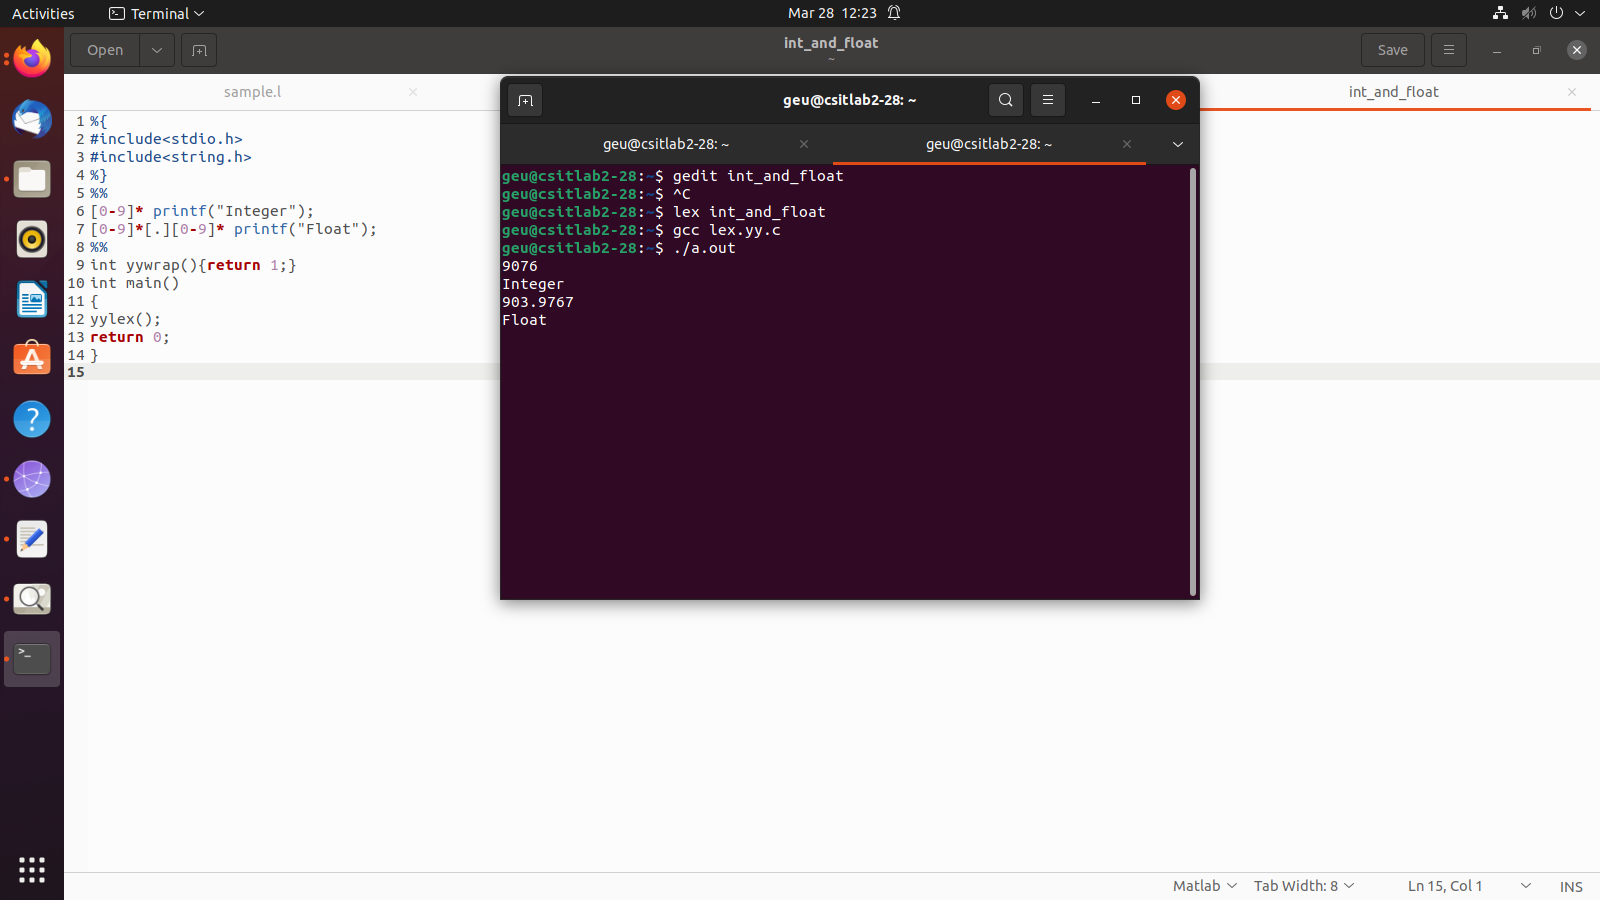 Activities
Terminal
Mar 28 12:23
Open
int_and_float
~
Save
sample.l
int_and_float
1 %{
2 #include<stdio.h>
3 #include<string.h>
4 %}
5 %%
6 [0-9]* printf("Integer");
7 [0-9]*[.][0-9]* printf("Float");
8 %%
9 int yywrap(){return 1;}
10 int main()
11 {
12 yylex();
13 return 0;
14 }
15
geu@csitlab2-28: ~
geu@csitlab2-28: ~
geu@csitlab2-28: ~
geu@csitlab2-28:~$ gedit int_and_float
geu@csitlab2-28:~$ ^C
geu@csitlab2-28:~$ lex int_and_float
geu@csitlab2-28:~$ gcc lex.yy.c
geu@csitlab2-28:~$ ./a.out
9076
Integer
903.9767
Float
Matlab
Tab Width: 8
Ln 15, Col 1
INS